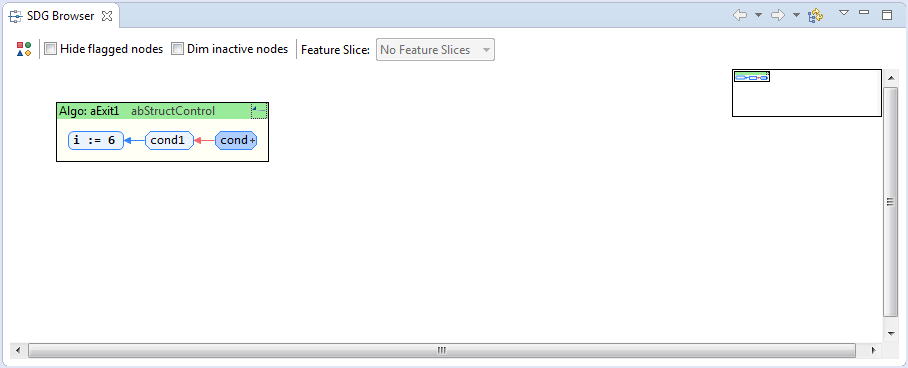 SDG Browser
Hide flagged nodes Dim inactive nodes Feature Slice: No Feature Slices
Algo: aExit1 abStructControl
i := 6 cond1 cond+